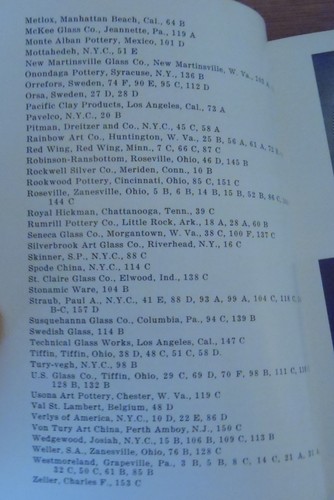 Metlox, Manhattan Beach, Cal., 64 B
McKee Glass Co., Jeannette, Pa., 119 A
Monte Alban Pottery, Mexico, 101 D
Mottahedeh, N.Y.C., 51 E
New Martinsville Glass Co., New Martinsville, W. Va.,
Onondaga Pottery, Syracuse, N.Y., 136 B
Orrefors, Sweden, 74 F, 90 E, 95 C, 112 D
Orsa, Sweden, 27 D, 28 D
Pacific Clay Products, Los Angeles, Cal., 73 A
Pavelco, N.Y.C., 20 B
Pitman, Dreitzer and Co., N.Y.C., 45 C, 58 A
Rainbow Art Co., Huntington, W. Va., 25 B, 56 A, 61 A,
Red Wing, Red Wing, Minn., 7 C, 66 C, 87 C
Robinson-Ransbottom, Roseville, Ohio, 46 D, 145 B
Rockwell Silver Co., Meriden, Conn., 10 B
Rookwood Pottery, Cincinnati, Ohio, 85 C, 151 C
Roseville, Zanesville, Ohio, 5 B, 6 B, 14 B, 15 B, 52 B,
144 C
Royal Hickman, Chattanooga, Tenn., 39 C
Rumrill Pottery Co., Little Rock, Ark., 18 A, 28 A, 60 B
Seneca Glass Co., Morgantown, W. Va., 38 C, 100 F, 137 C
Silverbrook Art Glass Co., Riverhead, N.Y., 16 C
Skinner, S.P., N.Y.C., 88 C
Spode China, N.Y.C., 114 C
St. Claire Glass Co., Elwood, Ind., 138 C
Stonamic Ware, 104 B
Straub, Paul A., N.Y.C., 41 E, 88 D, 93 A, 99 A, 104 C,
B-C, 157 D
Susquehanna Glass Co., Columbia, Pa., 94 C, 139 B
Swedish Glass, 114 B
Technical Glass Works, Los Angeles, Cal., 147 C
Tiffin, Tiffin, Ohio, 38 D, 48 C, 51 C, 58 D.
Tury-vegh, N.Y.C., 98 B
U.S. Glass Co., Tiffin, Ohio, 29 C, 69 D, 70 F, 98 B, 111 C,
128 B, 132 B
Usona Art Pottery, Chester, W. Va., 119 C
Val St. Lambert, Belgium, 48 D
Verlys of America, N.Y.C., 10 D, 22 E, 86 D
Von Tury Art China, Perth Amboy, N.J., 150 C
Wedgewood, Josiah, N.Y.C., 15 B, 106 B, 109 C, 113 B
Weller, S.A., Zanesville, Ohio, 76 B, 128 C
Westmoreland, Grapeville, Pa., 3 B, 5 B, 8 C, 14 C, 21 A,
32 C, 50 C, 61 B, 85 B
Zeller, Charles F., 153 C